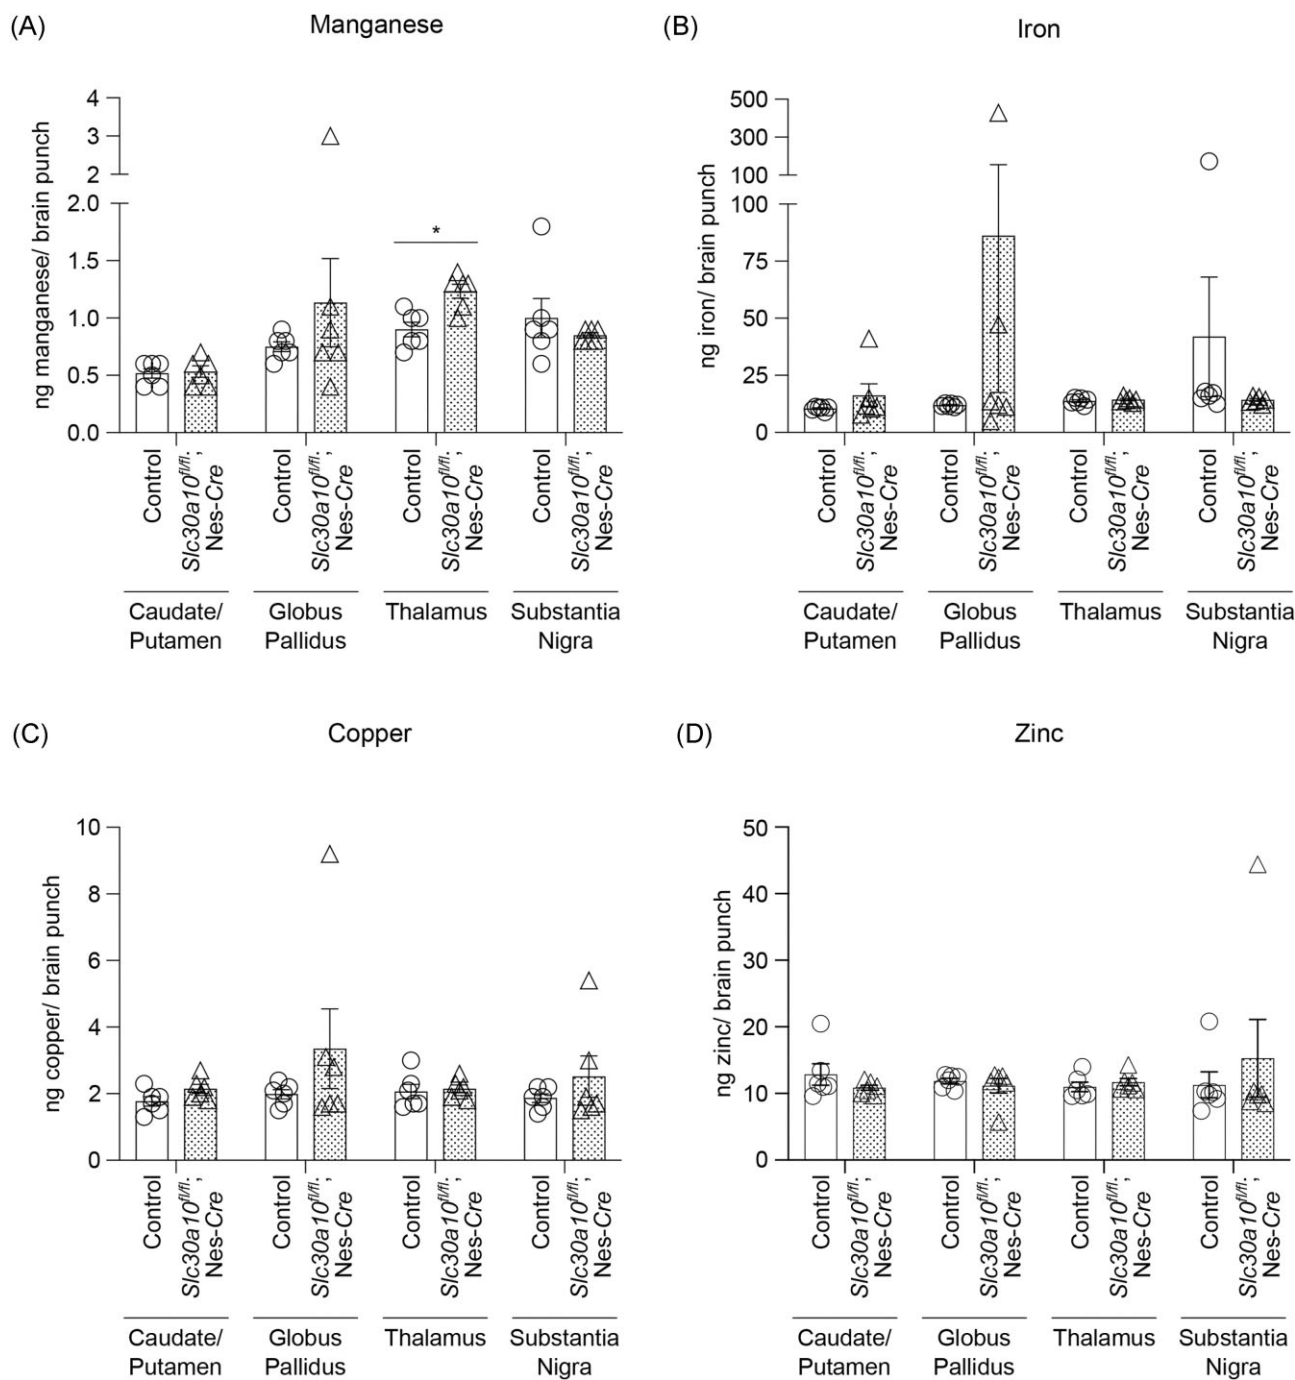 (A)
Manganese
ng manganese/ brain punch
4
3
2
2.0
1.5
1.0
0.5
0.0
*
Control
Slc30a10fl/fl,
Nes-Cre
Control
Slc30a10fl/fl,
Nes-Cre
Control
Slc30a10fl/fl,
Nes-Cre
Control
Slc30a10fl/fl,
Nes-Cre
Caudate/
Putamen
Globus
Pallidus
Thalamus
Substantia
Nigra
(B)
Iron
ng iron/ brain punch
500
300
100
100
75
50
25
0
Control
Slc30a10fl/fl,
Nes-Cre
Control
Slc30a10fl/fl,
Nes-Cre
Control
Slc30a10fl/fl,
Nes-Cre
Control
Slc30a10fl/fl,
Nes-Cre
Caudate/
Putamen
Globus
Pallidus
Thalamus
Substantia
Nigra
(C)
Copper
ng copper/ brain punch
10
8
6
4
2
0
Control
Slc30a10fl/fl,
Nes-Cre
Control
Slc30a10fl/fl,
Nes-Cre
Control
Slc30a10fl/fl,
Nes-Cre
Control
Slc30a10fl/fl,
Nes-Cre
Caudate/
Putamen
Globus
Pallidus
Thalamus
Substantia
Nigra
(D)
Zinc
ng zinc/ brain punch
50
40
30
20
10
0
Control
Slc30a10fl/fl,
Nes-Cre
Control
Slc30a10fl/fl,
Nes-Cre
Control
Slc30a10fl/fl,
Nes-Cre
Control
Slc30a10fl/fl,
Nes-Cre
Caudate/
Putamen
Globus
Pallidus
Thalamus
Substantia
Nigra